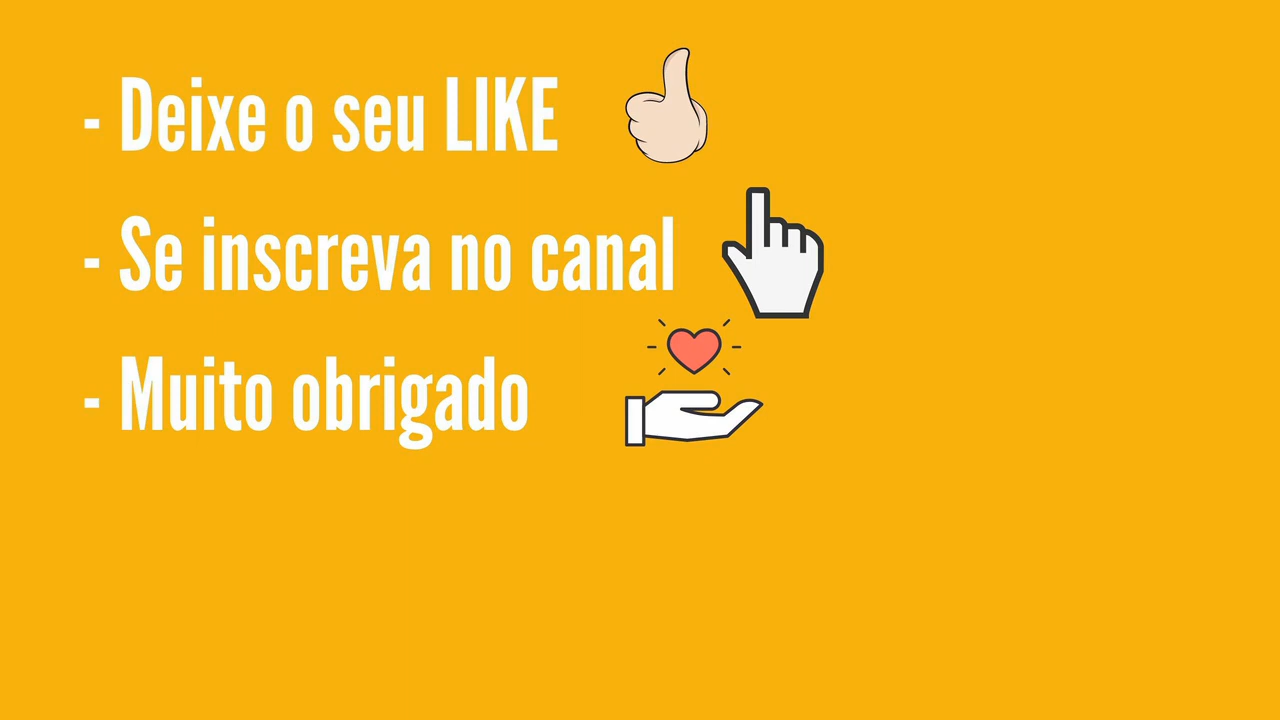 - Deixe o seu LIKE
- Se inscreva no canal
- Muito obrigado